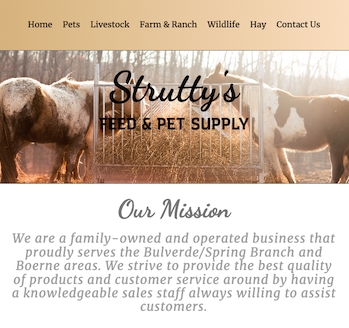 Home Pets Livestock Farm & Ranch Wildlife Hay Contact Us
Strutty's
FEED & PET SUPPLY
Our Mission
We are a family-owned and operated business that
proudly serves the Bulverde/Spring Branch and
Boerne areas. We strive to provide the best quality
of products and customer service around by having
a knowledgeable sales staff always willing to assist
customers.